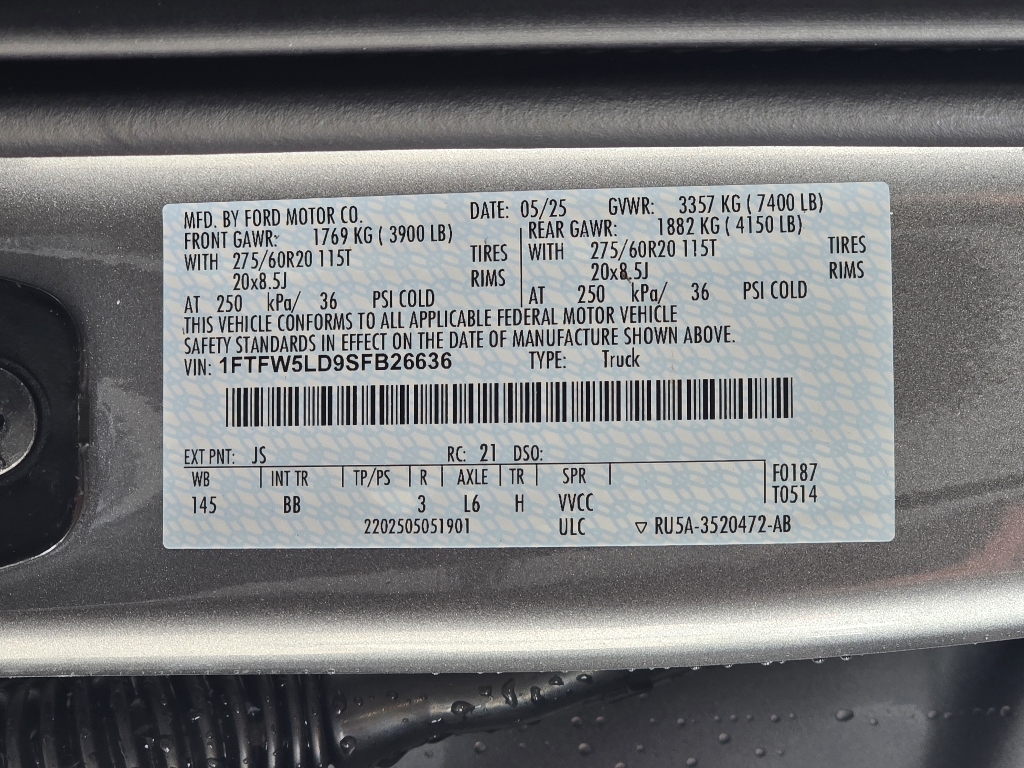 MFD. BY FORD MOTOR CO. DATE: 05/25 GVWR: 3357 KG ( 7400 LB)
FRONT GAWR: 1769 KG ( 3900 LB) REAR GAWR: 1882 KG ( 4150 LB)
WITH 275/60R20 115T TIRES WITH 275/60R20 115T TIRES
20x8.5J RIMS 20x8.5J RIMS
AT 250 kPa/ 36 PSI COLD AT 250 kPa/ 36 PSI COLD
THIS VEHICLE CONFORMS TO ALL APPLICABLE FEDERAL MOTOR VEHICLE
SAFETY STANDARDS IN EFFECT ON THE DATE OF MANUFACTURE SHOWN ABOVE.
VIN: 1FTFW5LD9SFB26636 TYPE: Truck
EXT PNT: JS RC: 21 DSO:
WB INT TR TP/PS R AXLE TR SPR F0187
145 BB 3 L6 H VVCC T0514
2202505051901 ULC ▽ RU5A-3520472-AB